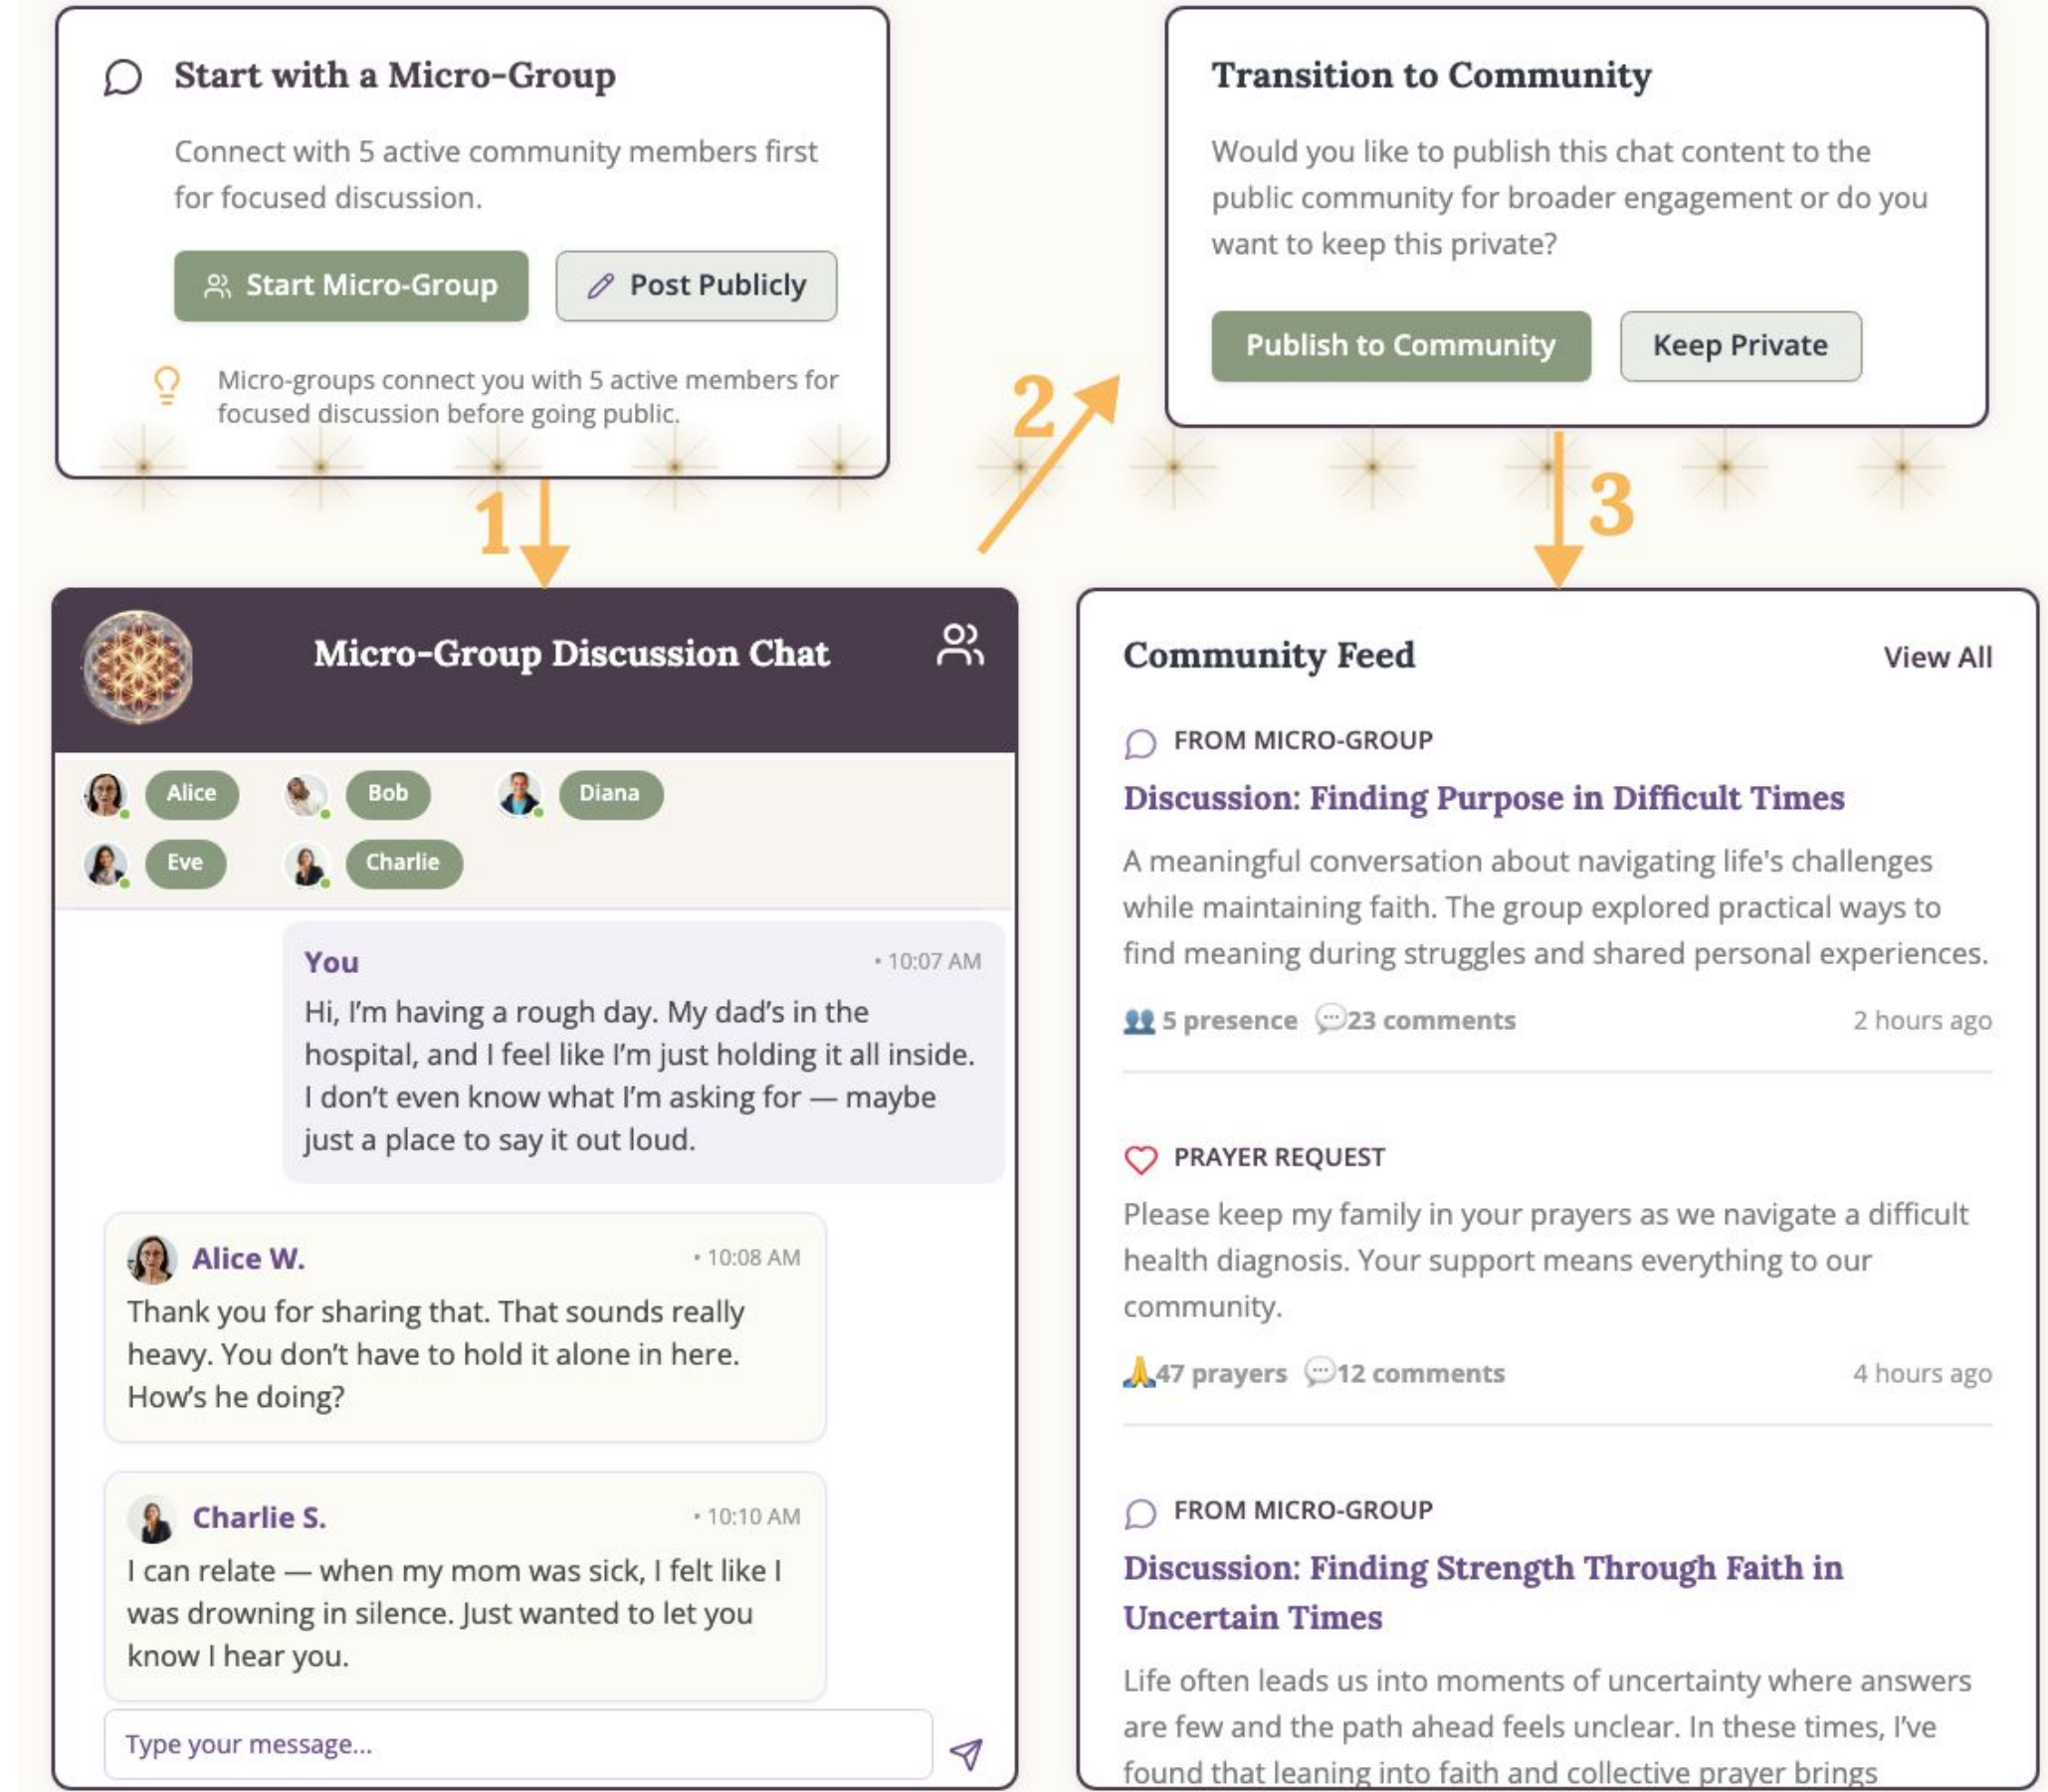 Start with a Micro-Group
Connect with 5 active community members first
for focused discussion.
Start Micro-Group
Post Publicly
Micro-groups connect you with 5 active members for
focused discussion before going public.
1
Micro-Group Discussion Chat
Alice
Bob
Diana
Eve
Charlie
You
• 10:07 AM
Hi, I’m having a rough day. My dad’s in the
hospital, and I feel like I’m just holding it all inside.
I don’t even know what I’m asking for — maybe
just a place to say it out loud.
Alice W.
• 10:08 AM
Thank you for sharing that. That sounds really
heavy. You don’t have to hold it alone in here.
How’s he doing?
Charlie S.
• 10:10 AM
I can relate — when my mom was sick, I felt like I
was drowning in silence. Just wanted to let you
know I hear you.
Type your message...
2
Transition to Community
Would you like to publish this chat content to the
public community for broader engagement or do you
want to keep this private?
Publish to Community
Keep Private
3
Community Feed
View All
FROM MICRO-GROUP
Discussion: Finding Purpose in Difficult Times
A meaningful conversation about navigating life's challenges
while maintaining faith. The group explored practical ways to
find meaning during struggles and shared personal experiences.
👥 5 presence 💬23 comments
2 hours ago
PRAYER REQUEST
Please keep my family in your prayers as we navigate a difficult
health diagnosis. Your support means everything to our
community.
🙏47 prayers 💬12 comments
4 hours ago
FROM MICRO-GROUP
Discussion: Finding Strength Through Faith in
Uncertain Times
Life often leads us into moments of uncertainty where answers
are few and the path ahead feels unclear. In these times, I’ve
found that leaning into faith and collective prayer brings